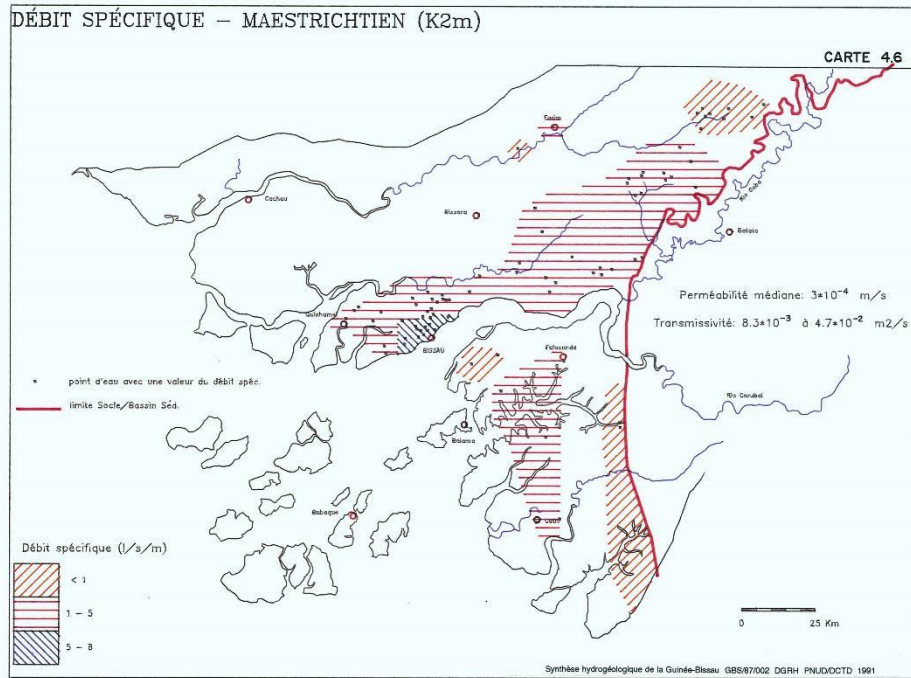 DÉBIT SPÉCIFIQUE – MAESTRICHTIEN (K2m)
CARTE 4.6
Farim
Cacheu
Bissora
Rio Geba
Bafata
Perméabilité médiane: 3*10⁻⁴ m/s
Transmissivité: 8.3*10⁻³ à 4.7*10⁻² m2/s
Quinhamel
BISSAU
Fulacunda
point d'eau avec une valeur du débit spéc.
limite Socle/Bassin Séd.
Rio Corubal
Bolama
Bubaque
Catió
Débit spécifique (l/s/m)
< 1
1 – 5
5 – 8
0 25 Km
Synthèse hydrogéologique de la Guinée-Bissau GBS/87/002 DGRH PNUD/DCTD 1991